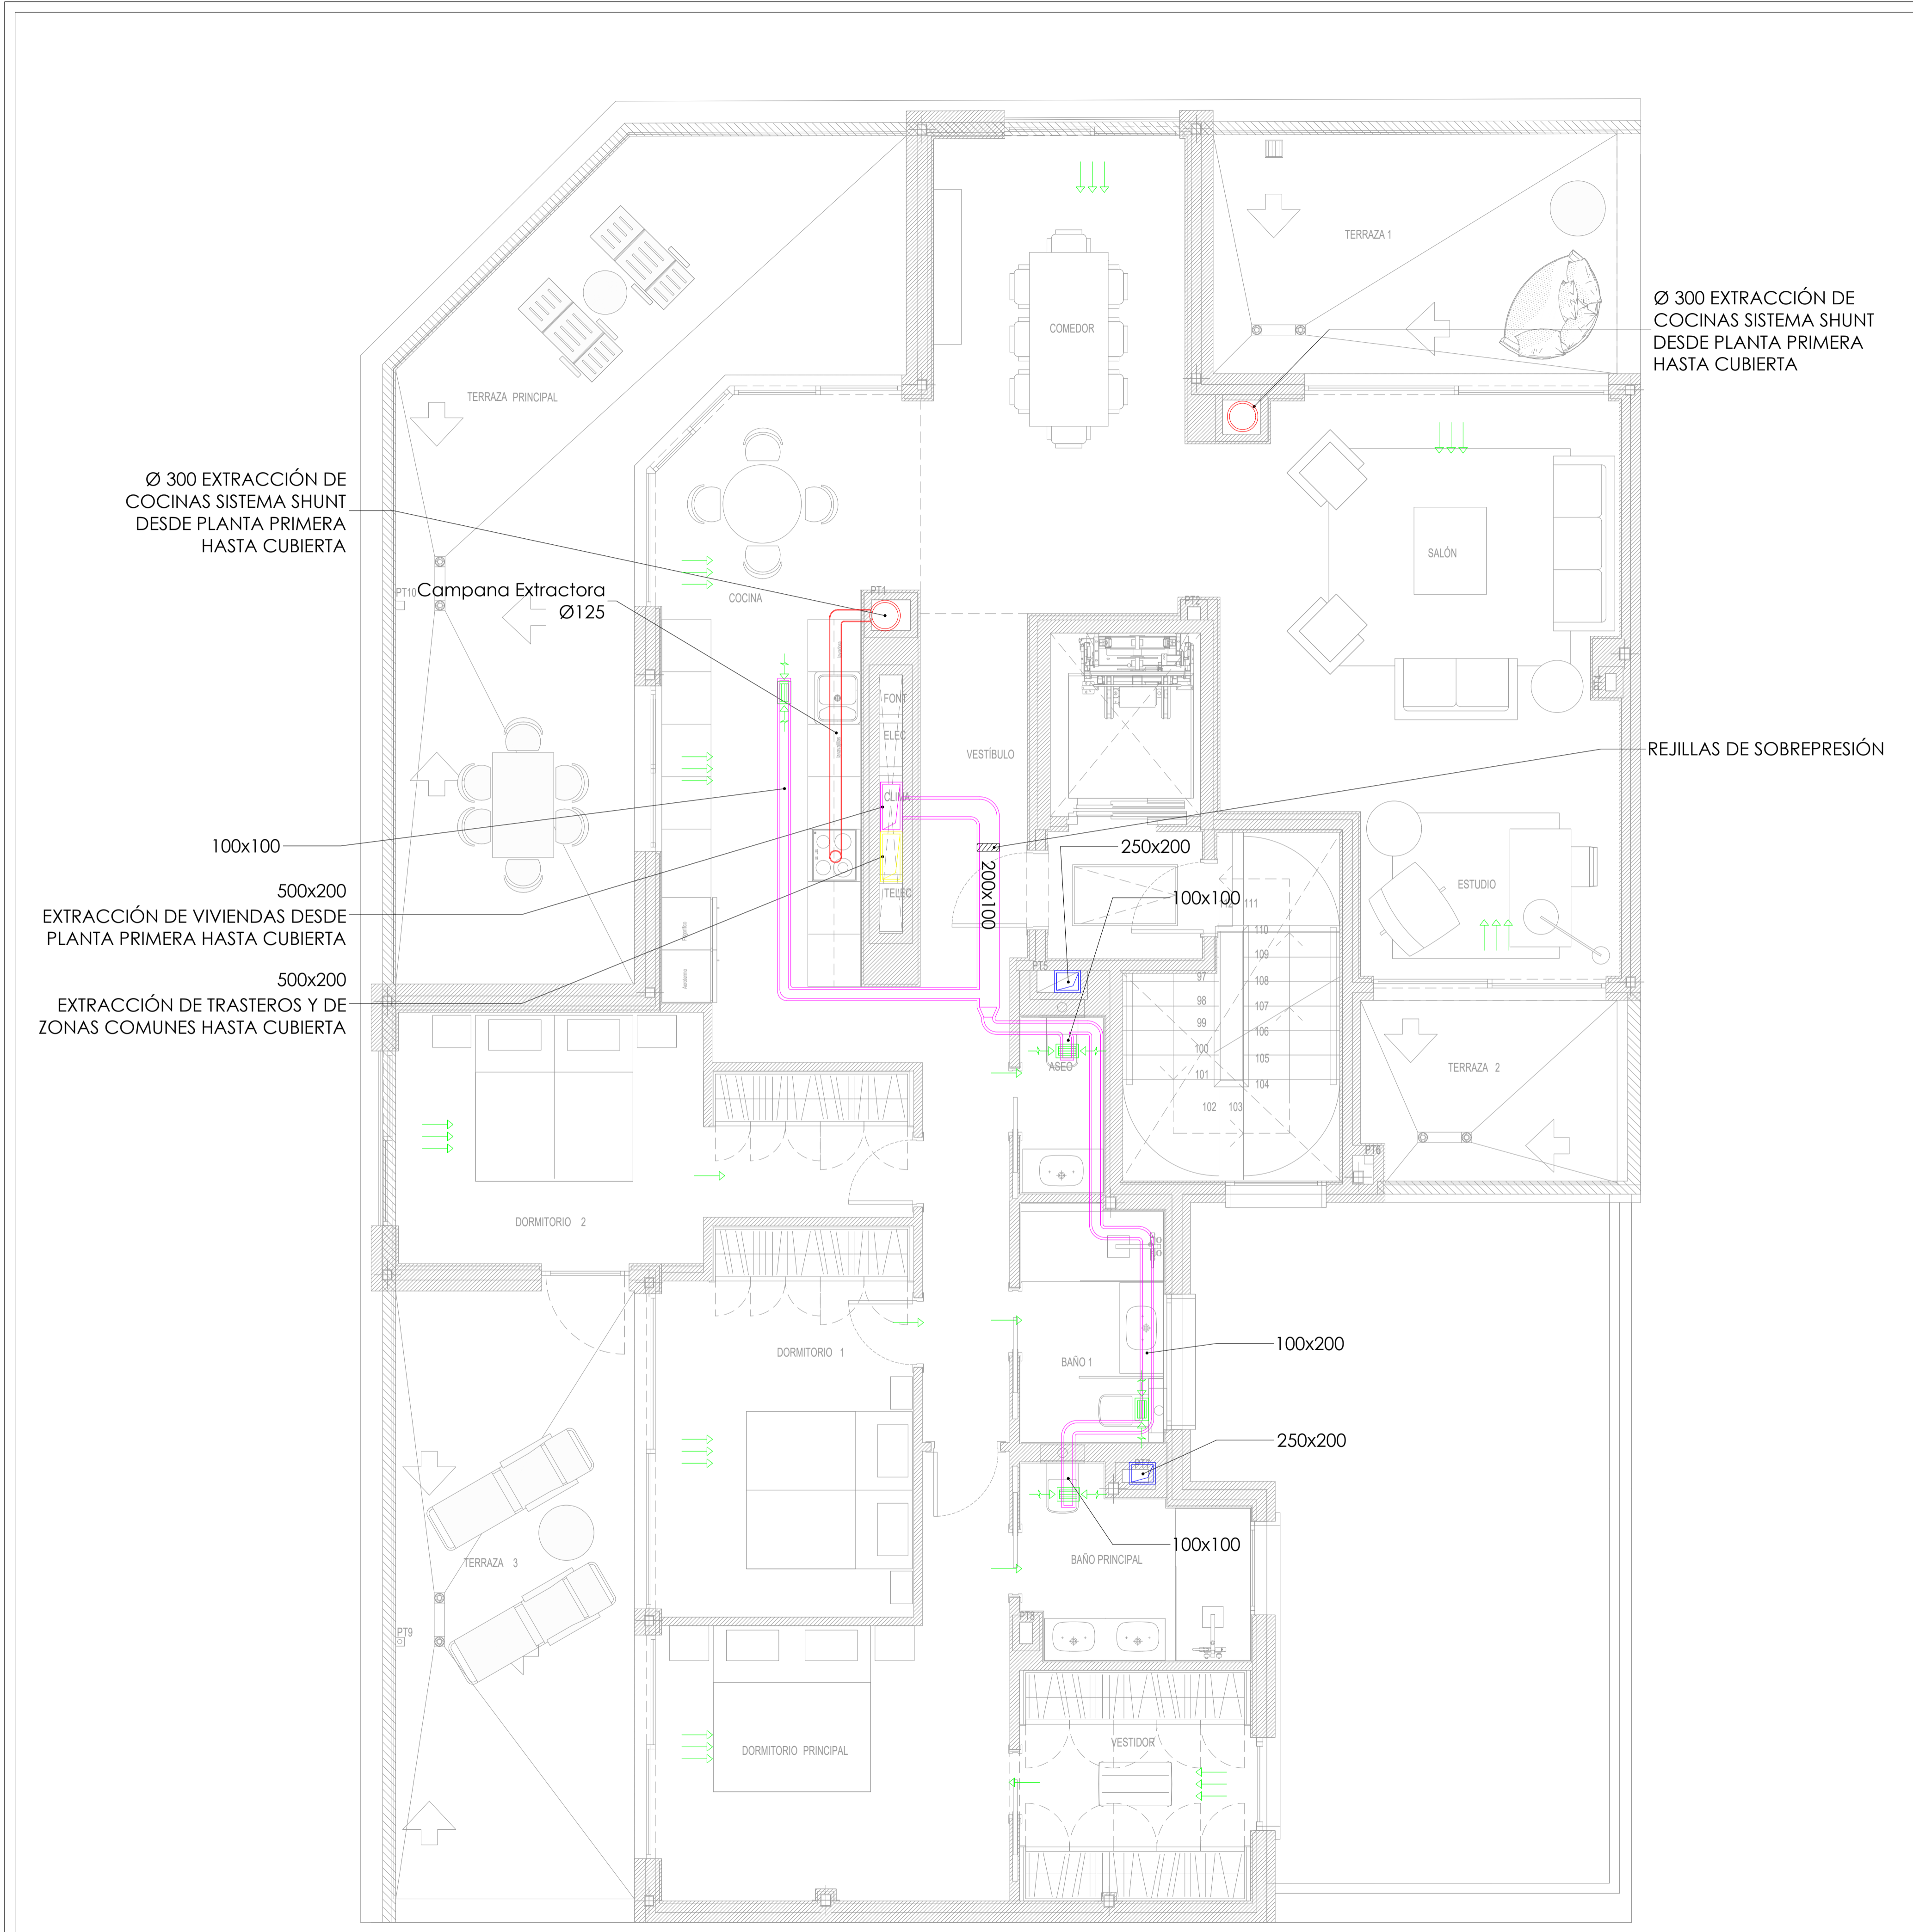 TERRAZA 1
Ø 300 EXTRACCIÓN DE
COCINAS SISTEMA SHUNT
DESDE PLANTA PRIMERA
HASTA CUBIERTA
COMEDOR
TERRAZA PRINCIPAL
Ø 300 EXTRACCIÓN DE
COCINAS SISTEMA SHUNT
DESDE PLANTA PRIMERA
HASTA CUBIERTA
SALÓN
PT10
Campana Extractora
Ø125
COCINA
PT1
PT2
PT4
FONT
ELEC
VESTÍBULO
REJILLAS DE SOBREPRESIÓN
CLIMA
100x100
250x200
200x100
TELEC
100x100
ESTUDIO
500x200
EXTRACCIÓN DE VIVIENDAS DESDE
PLANTA PRIMERA HASTA CUBIERTA
500x200
EXTRACCIÓN DE TRASTEROS Y DE
ZONAS COMUNES HASTA CUBIERTA
PT5
112
111
110
109
108
107
106
105
104
97
98
99
100
101
102
103
ASEO
TERRAZA 2
PT6
DORMITORIO 2
DORMITORIO 1
BAÑO 1
100x200
250x200
100x100
BAÑO PRINCIPAL
TERRAZA 3
PT9
PT8
DORMITORIO PRINCIPAL
VESTIDOR